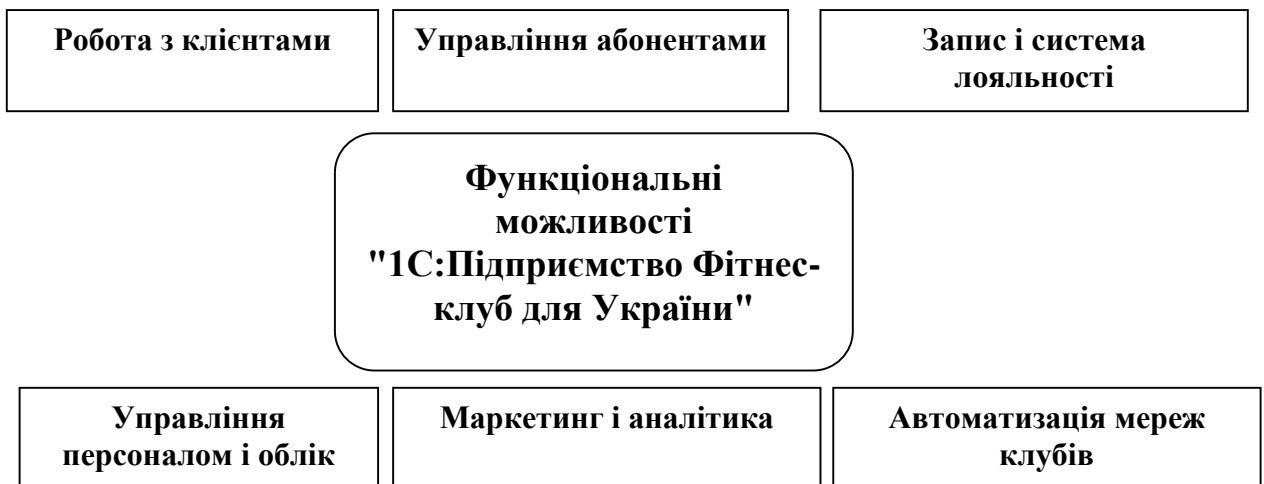 Робота з клієнтами
Управління абонентами
Запис і система
лояльності
Функціональні
можливості
"1С:Підприємство Фітнес-
клуб для України"
Управління
персоналом і облік
Маркетинг і аналітика
Автоматизація мереж
клубів